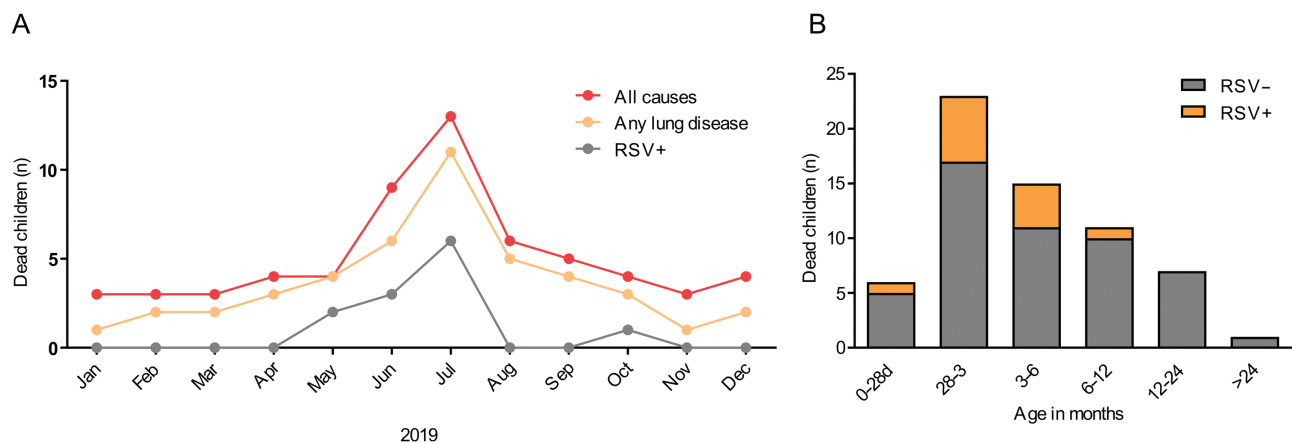 A
B
Dead children (n)
15
10
5
0
All causes
Any lung disease
RSV+
Jan
Feb
Mar
Apr
May
Jun
Jul
Aug
Sep
Oct
Nov
Dec
2019
Dead children (n)
25
20
15
10
5
0
RSV–
RSV+
0-28d
28-3
3-6
6-12
12-24
>24
Age in months